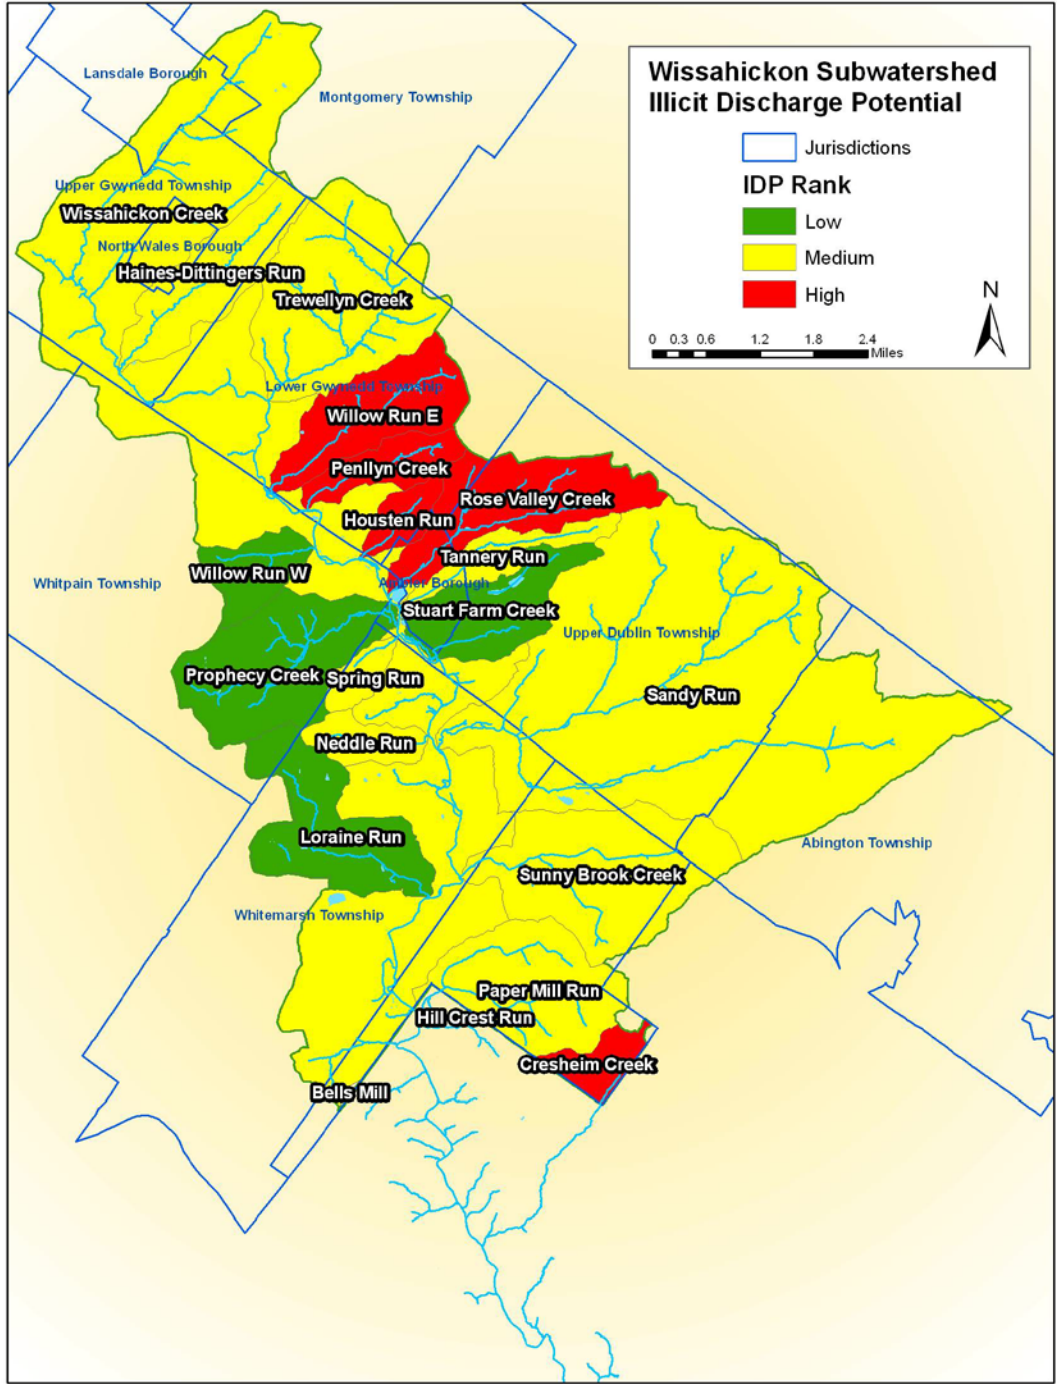 Wissahickon Subwatershed
Illicit Discharge Potential
Jurisdictions
IDP Rank
Low
Medium
High
N
0 0.3 0.6 1.2 1.8 2.4
Miles
Lansdale Borough
Montgomery Township
Upper Gwynedd Township
Wissahickon Creek
North Wales Borough
Haines-Dittingers Run
Trewellyn Creek
Lower Gwynedd Township
Willow Run E
Penllyn Creek
Rose Valley Creek
Housten Run
Tannery Run
Willow Run W
Whitpain Township
Ambler Borough
Stuart Farm Creek
Upper Dublin Township
Prophecy Creek
Spring Run
Sandy Run
Neddle Run
Loraine Run
Abington Township
Sunny Brook Creek
Whitemarsh Township
Paper Mill Run
Hill Crest Run
Cresheim Creek
Bells Mill